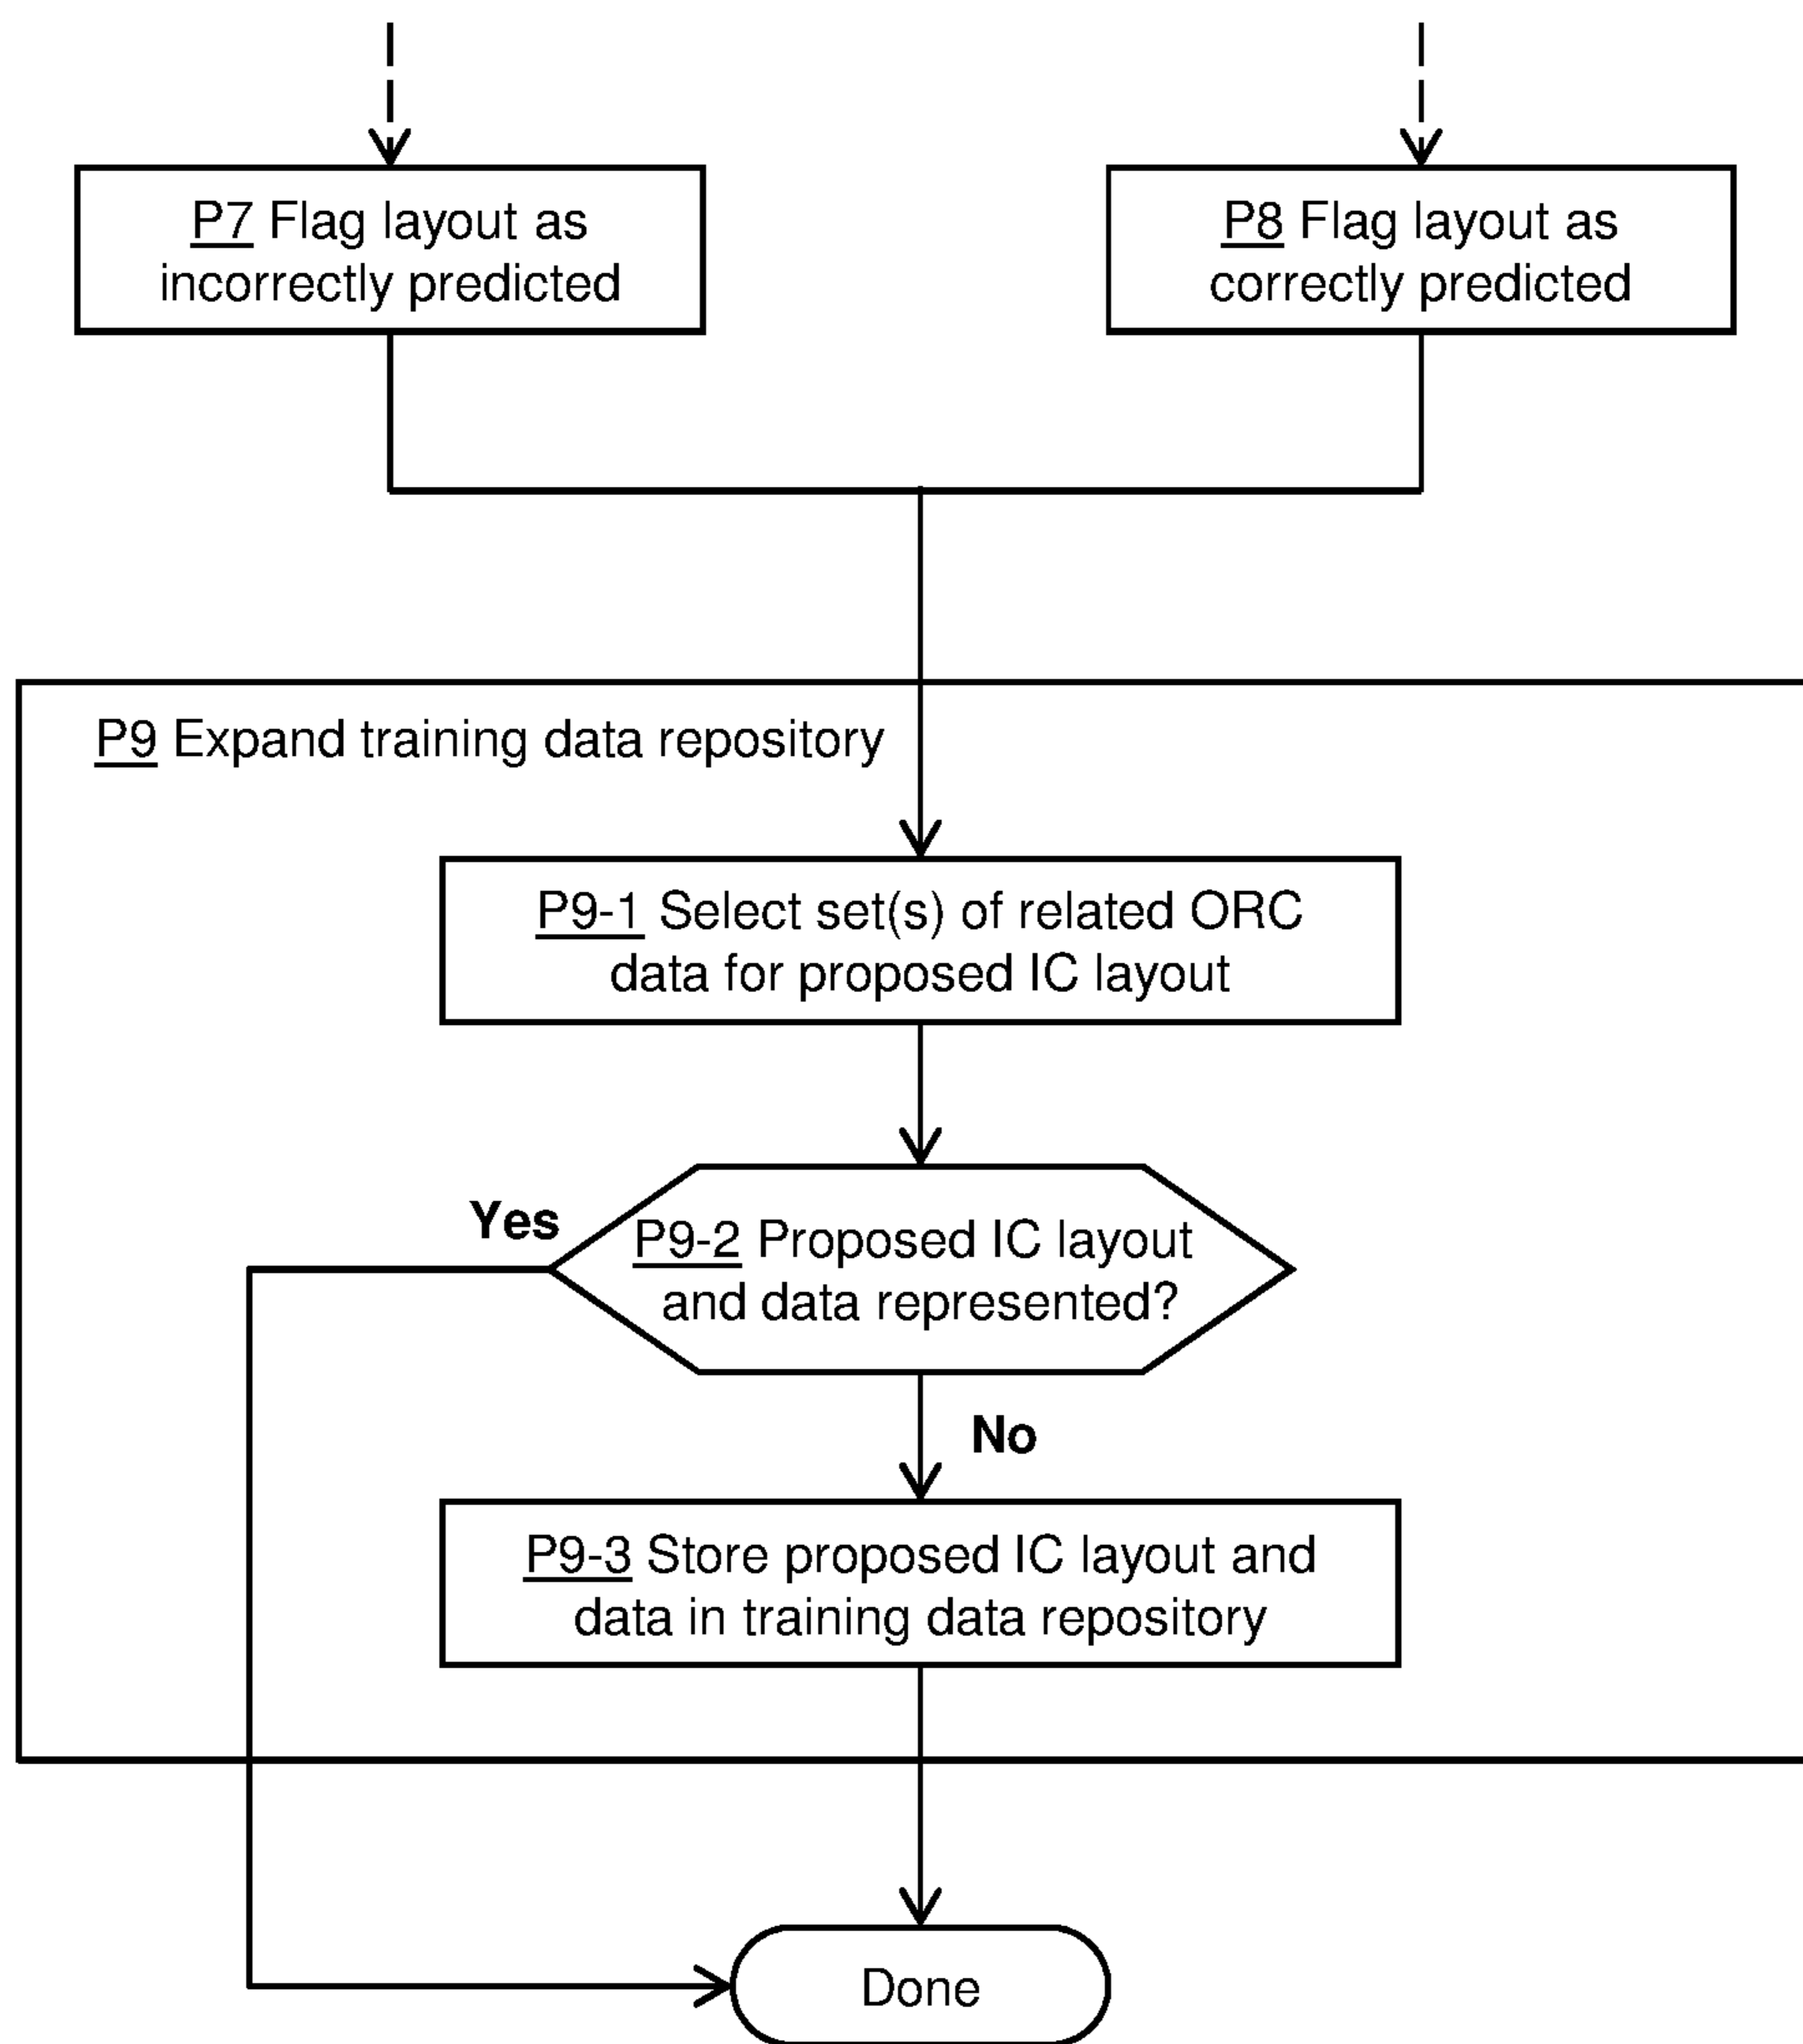 P7 Flag layout as
incorrectly predicted
P8 Flag layout as
correctly predicted
P9 Expand training data repository
P9-1 Select set(s) of related ORC
data for proposed IC layout
Yes
P9-2 Proposed IC layout
and data represented?
No
P9-3 Store proposed IC layout and
data in training data repository
Done